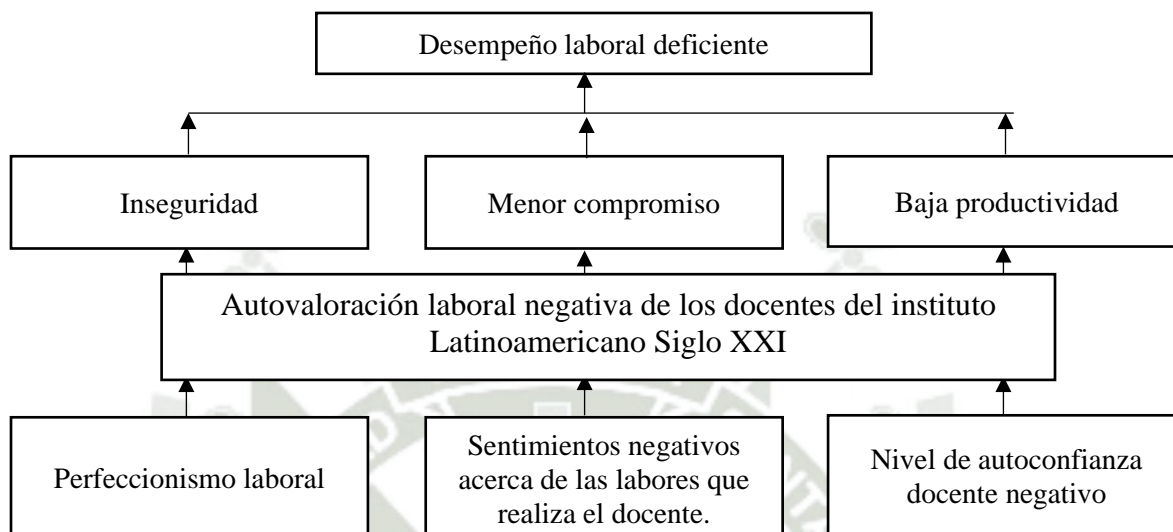 Desempeño laboral deficiente
Inseguridad
Menor compromiso
Baja productividad
Autovaloración laboral negativa de los docentes del instituto
Latinoamericano Siglo XXI
Perfeccionismo laboral
Sentimientos negativos
acerca de las labores que
realiza el docente.
Nivel de autoconfianza
docente negativo